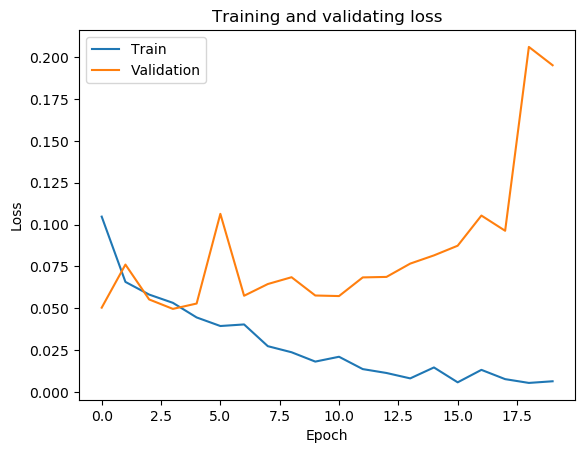 Training and validating loss
Train
Validation
0.200
0.175
0.150
0.125
0.100
0.075
0.050
0.025
0.000
Loss
0.0 2.5 5.0 7.5 10.0 12.5 15.0 17.5
Epoch